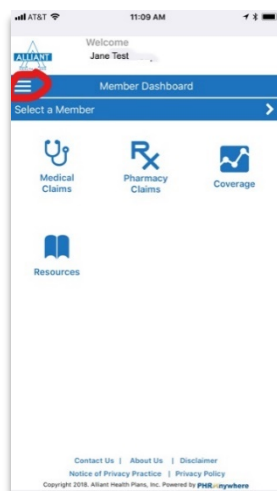 AT&T 11:09 AM
Welcome
ALLIANT Jane Test
Member Dashboard
Select a Member
Medical Claims
Pharmacy Claims
Coverage
Resources
Contact Us | About Us | Disclaimer
Notice of Privacy Practice | Privacy Policy
Copyright 2018. Alliant Health Plans, Inc. Powered by PHRAnywhere